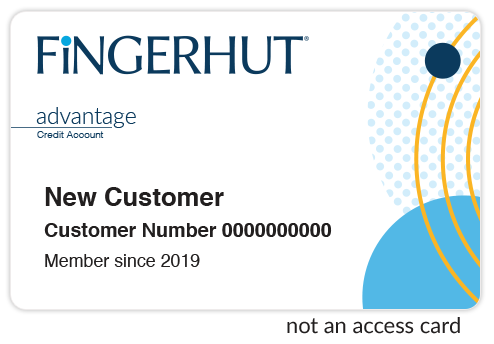 FiNGERHUT®
advantage
Credit Account
New Customer
Customer Number 0000000000
Member since 2019
not an access card